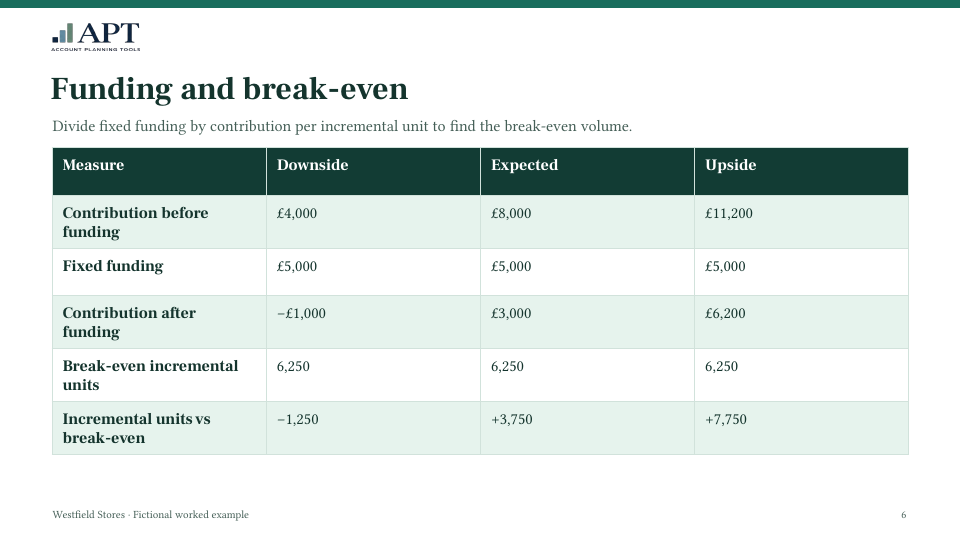 APT
ACCOUNT PLANNING TOOLS
Funding and break-even
Divide fixed funding by contribution per incremental unit to find the break-even volume.
Measure Downside Expected Upside
Contribution before
funding £4,000 £8,000 £11,200
Fixed funding £5,000 £5,000 £5,000
Contribution after
funding −£1,000 £3,000 £6,200
Break-even incremental
units 6,250 6,250 6,250
Incremental units vs
break-even −1,250 +3,750 +7,750
Westfield Stores · Fictional worked example 6